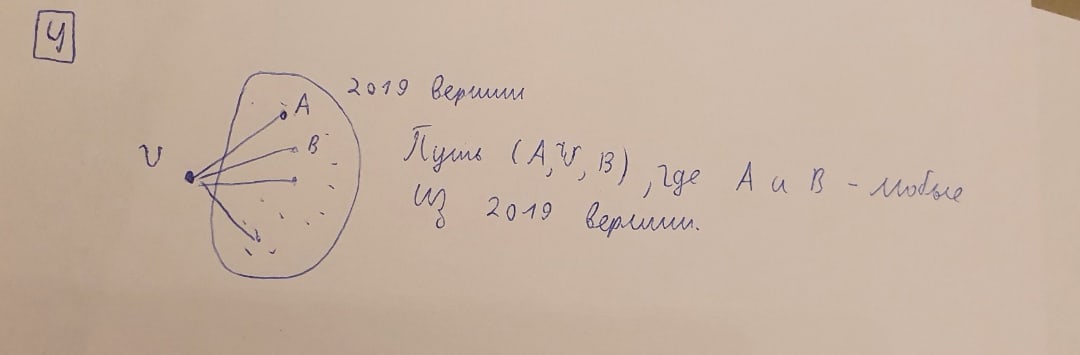 4
2019 вершин
A
B
V
Путь (A, V, B), где A и B - любые
из 2019 вершин.